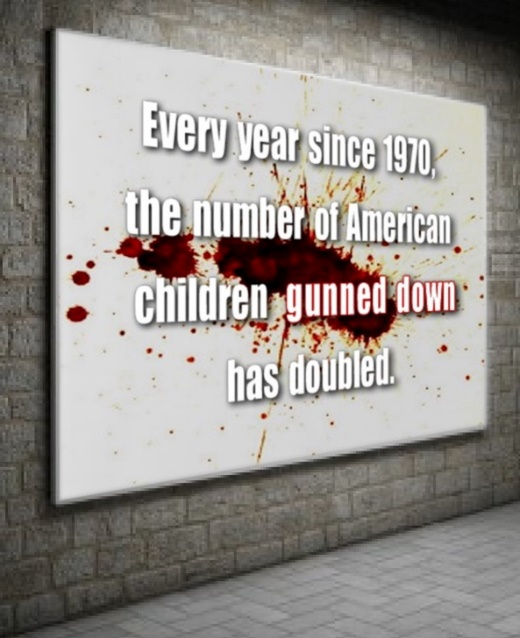 Every year since 1970,
the number of American
children gunned down
has doubled.